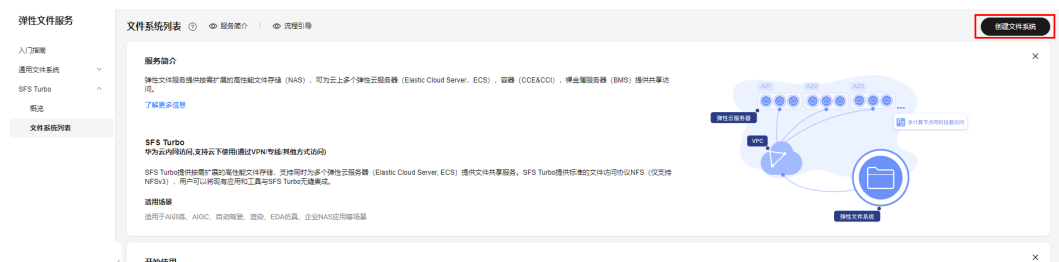 弹性文件服务
文件系统列表
服务简介
流程引导
创建文件系统
入门指南
通用文件系统
SFS Turbo
概览
文件系统列表
服务简介
弹性文件服务提供按需扩展的高性能文件存储（NAS），可为云上多个弹性云服务器（Elastic Cloud Server，ECS）、容器（CCE&CCI）、裸金属服务器（BMS）提供共享访
问。
了解更多信息
SFS Turbo
华为云内网访问,支持云下使用(通过VPN/专线/其他方式访问)
SFS Turbo提供按需扩展的高性能文件存储，支持同时为多个弹性云服务器（Elastic Cloud Server, ECS）提供文件共享服务。SFS Turbo提供标准的文件访问协议NFS（仅支持
NFSv3），用户可以将现有应用和工具与SFS Turbo无缝集成。
适用场景
适用于AI训练、AIGC、自动驾驶、渲染、EDA仿真、企业NAS应用等场景
AZ1
AZ2
AZ3
弹性云服务器
多计算节点同时挂载访问
VPC
弹性文件系统
开始使用